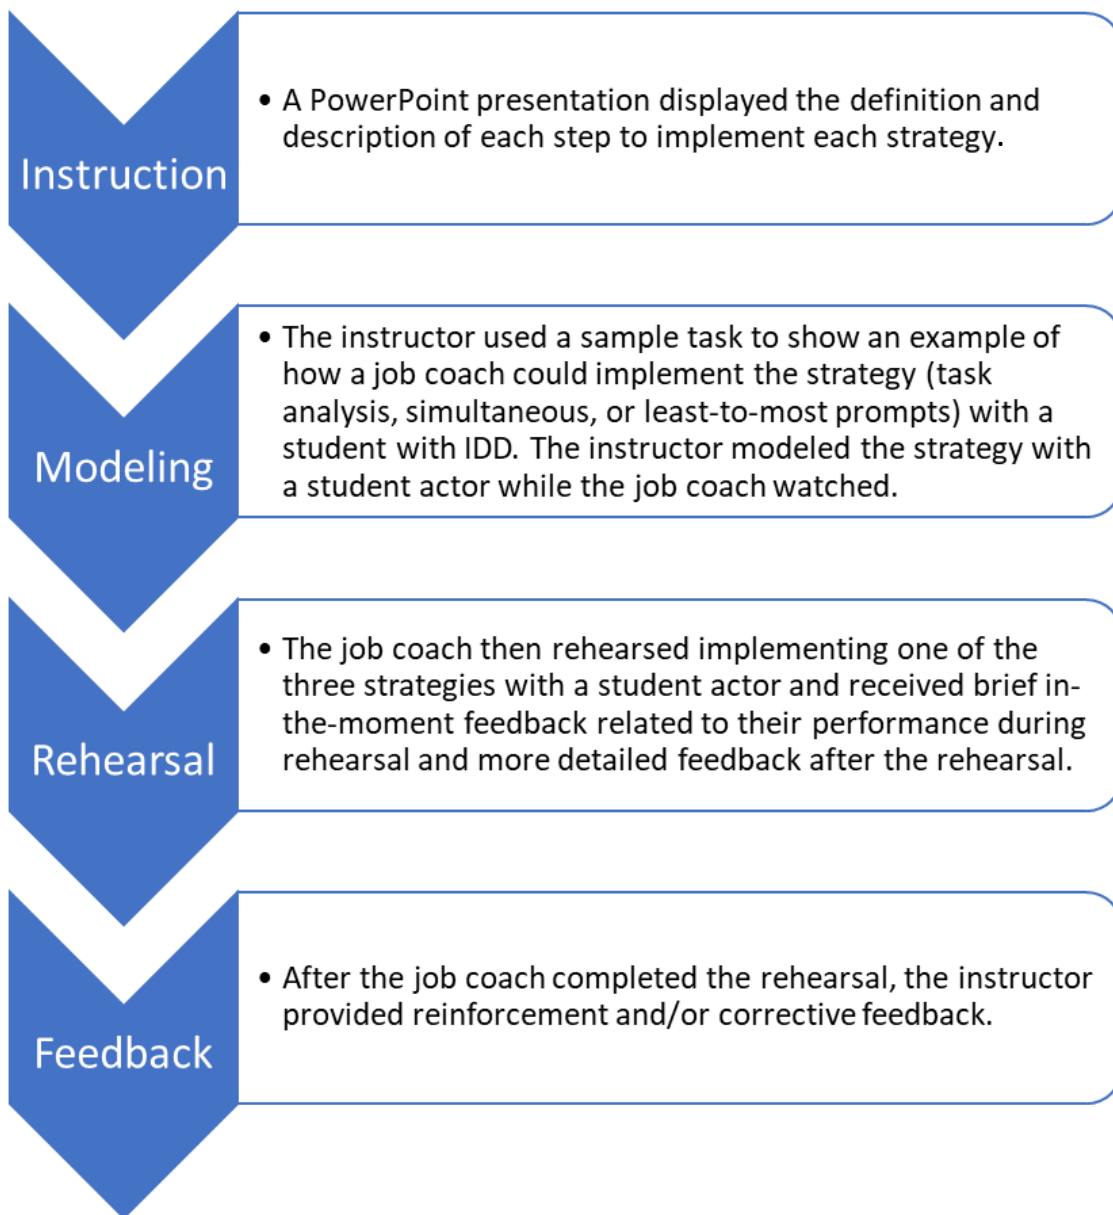 Instruction
• A PowerPoint presentation displayed the definition and
description of each step to implement each strategy.
Modeling
• The instructor used a sample task to show an example of
how a job coach could implement the strategy (task
analysis, simultaneous, or least-to-most prompts) with a
student with IDD. The instructor modeled the strategy with
a student actor while the job coach watched.
Rehearsal
• The job coach then rehearsed implementing one of the
three strategies with a student actor and received brief in-
the-moment feedback related to their performance during
rehearsal and more detailed feedback after the rehearsal.
Feedback
• After the job coach completed the rehearsal, the instructor
provided reinforcement and/or corrective feedback.